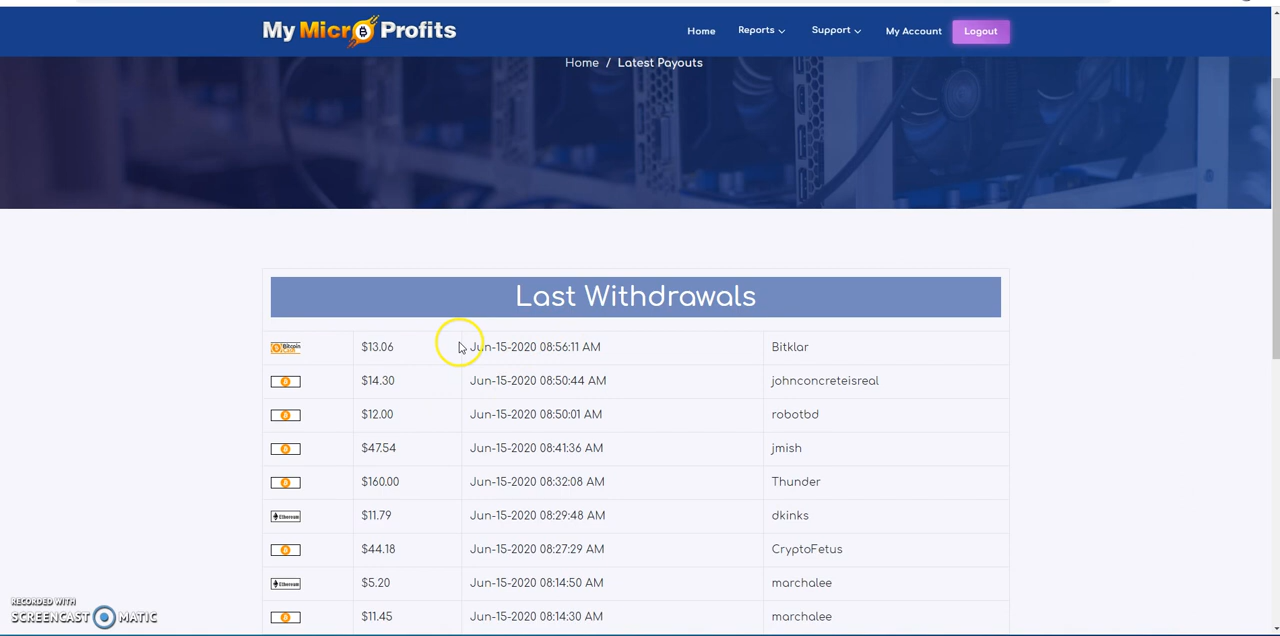 My Micro Profits
Home Reports Support My Account Logout
Home / Latest Payouts
Last Withdrawals
Bitcoin Cash $13.06 Jun-15-2020 08:56:11 AM Bitklar
$14.30 Jun-15-2020 08:50:44 AM johnconcreteisreal
$12.00 Jun-15-2020 08:50:01 AM robotbd
$47.54 Jun-15-2020 08:41:36 AM jmish
$160.00 Jun-15-2020 08:32:08 AM Thunder
Ethereum $11.79 Jun-15-2020 08:29:48 AM dkinks
$44.18 Jun-15-2020 08:27:29 AM CryptoFetus
Ethereum $5.20 Jun-15-2020 08:14:50 AM marchalee
$11.45 Jun-15-2020 08:14:30 AM marchalee
RECORDED WITH
SCREENCAST MATIC